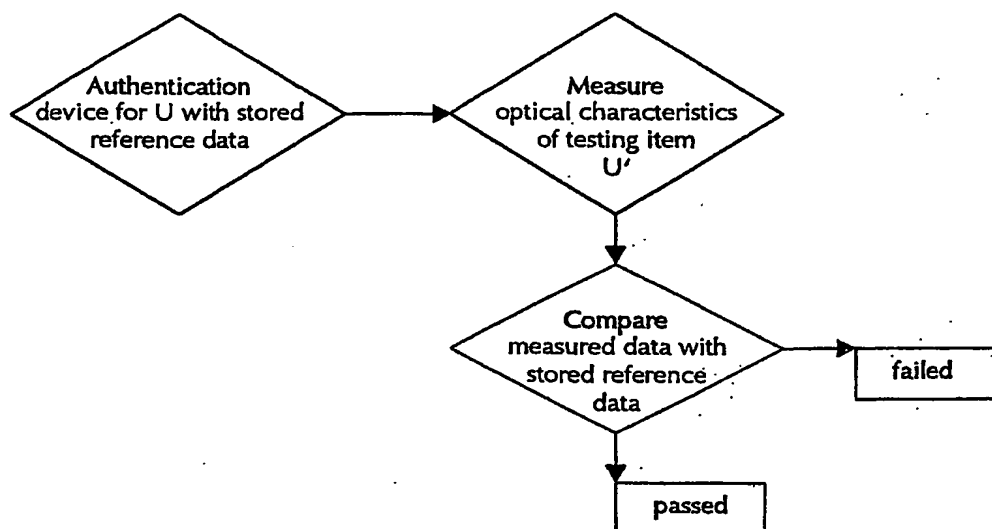 Authentication
device for U with stored
reference data
Measure
optical characteristics
of testing item
U'
Compare
measured data with
stored reference
data
failed
passed